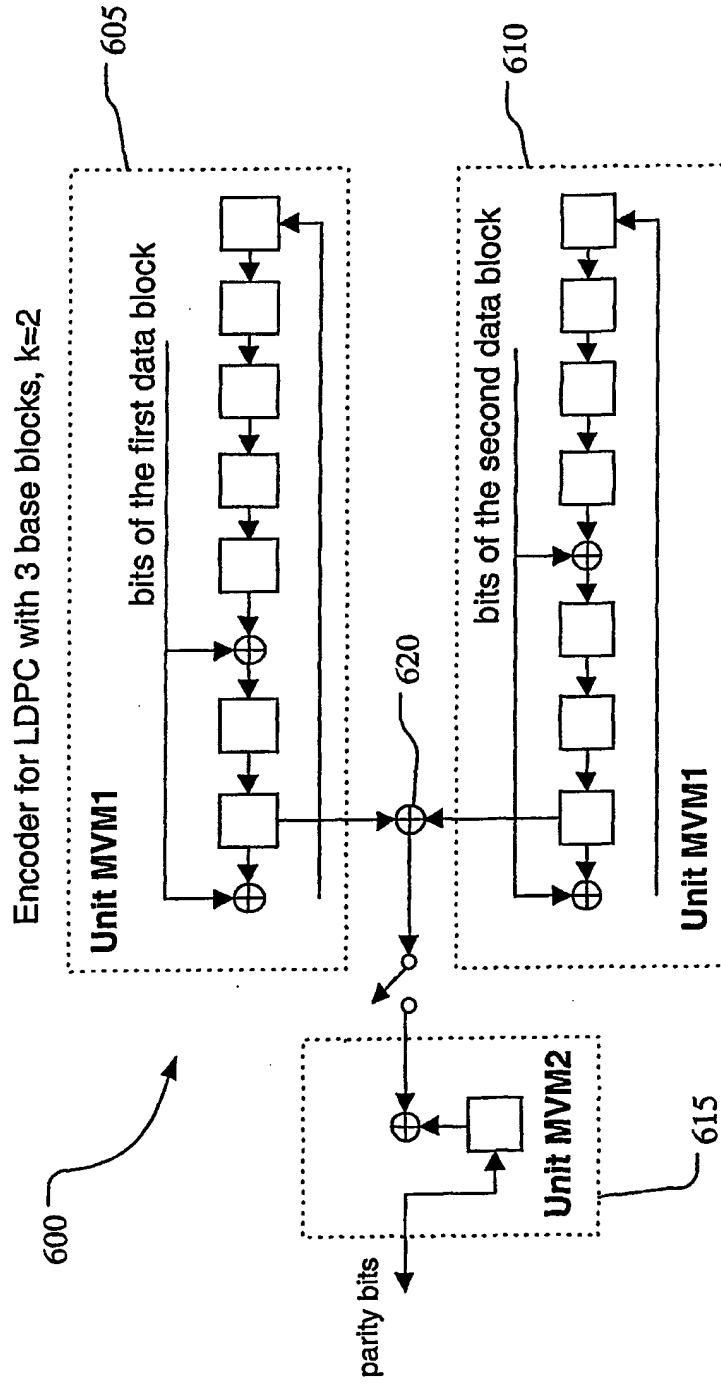 Encoder for LDPC with 3 base blocks, k=2
600
605
Unit MVM1
bits of the first data block
620
610
bits of the second data block
Unit MVM1
parity bits
Unit MVM2
615